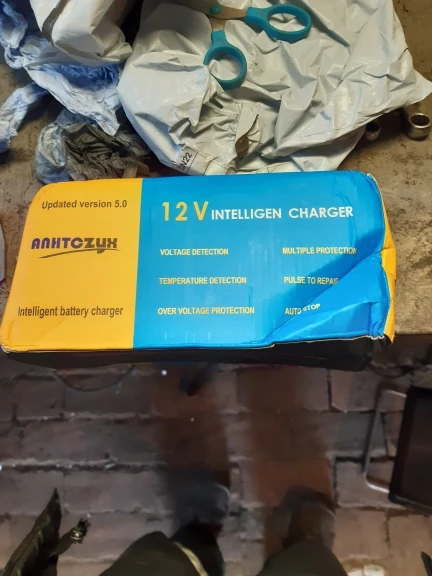 Updated version 5.0
ANHTCZYX
Intelligent battery charger
12V INTELLIGEN CHARGER
VOLTAGE DETECTION
MULTIPLE PROTECTION
TEMPERATURE DETECTION
PULSE TO REPAIR
OVER VOLTAGE PROTECTION
AUTO STOP